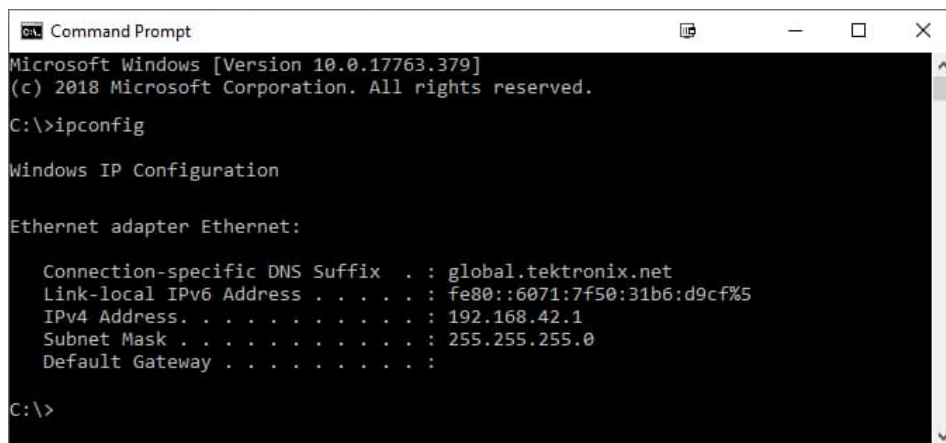 Command Prompt
Microsoft Windows [Version 10.0.17763.379]
(c) 2018 Microsoft Corporation. All rights reserved.
C:\>ipconfig
Windows IP Configuration
Ethernet adapter Ethernet:
Connection-specific DNS Suffix . : global.tektronix.net
Link-local IPv6 Address . . . . . : fe80::6071:7f50:31b6:d9cf%5
IPv4 Address. . . . . . . . . . . : 192.168.42.1
Subnet Mask . . . . . . . . . . . : 255.255.255.0
Default Gateway . . . . . . . . . :
C:\>